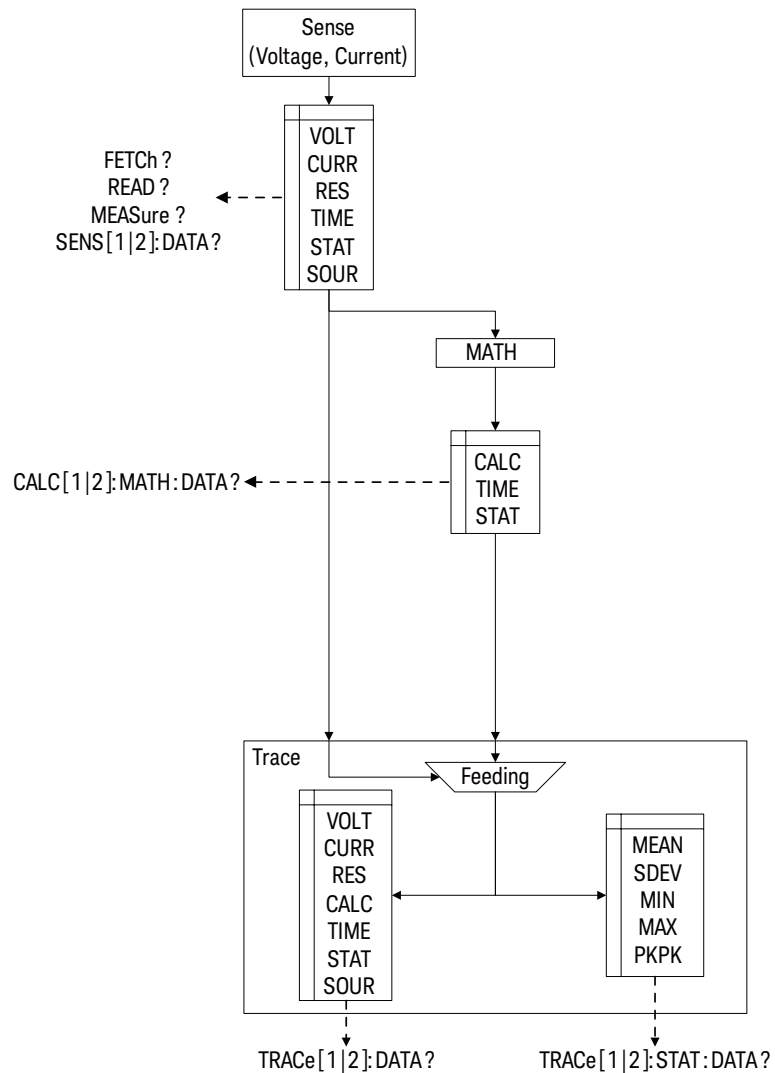 Sense
(Voltage, Current)
VOLT
CURR
RES
TIME
STAT
SOUR
FETCh ?
READ ?
MEASure ?
SENS[1|2]:DATA?
MATH
CALC
TIME
STAT
CALC[1|2]:MATH:DATA?
Trace
Feeding
VOLT
CURR
RES
CALC
TIME
STAT
SOUR
MEAN
SDEV
MIN
MAX
PKPK
TRACe[1|2]:DATA?
TRACe[1|2]:STAT:DATA?